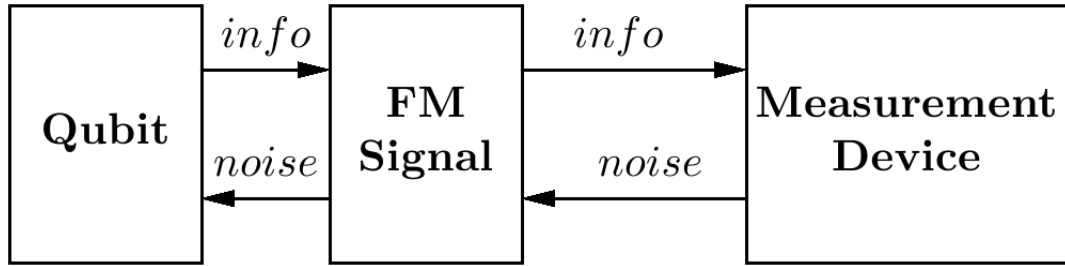 info
info
Qubit
FM
Signal
Measurement
Device
noise
noise